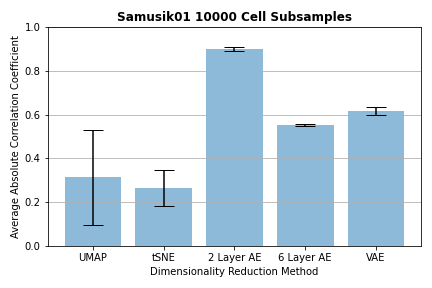 Samusik01 10000 Cell Subsamples
Average Absolute Correlation Coefficient
1.0
0.8
0.6
0.4
0.2
0.0
UMAP tSNE 2 Layer AE 6 Layer AE VAE
Dimensionality Reduction Method